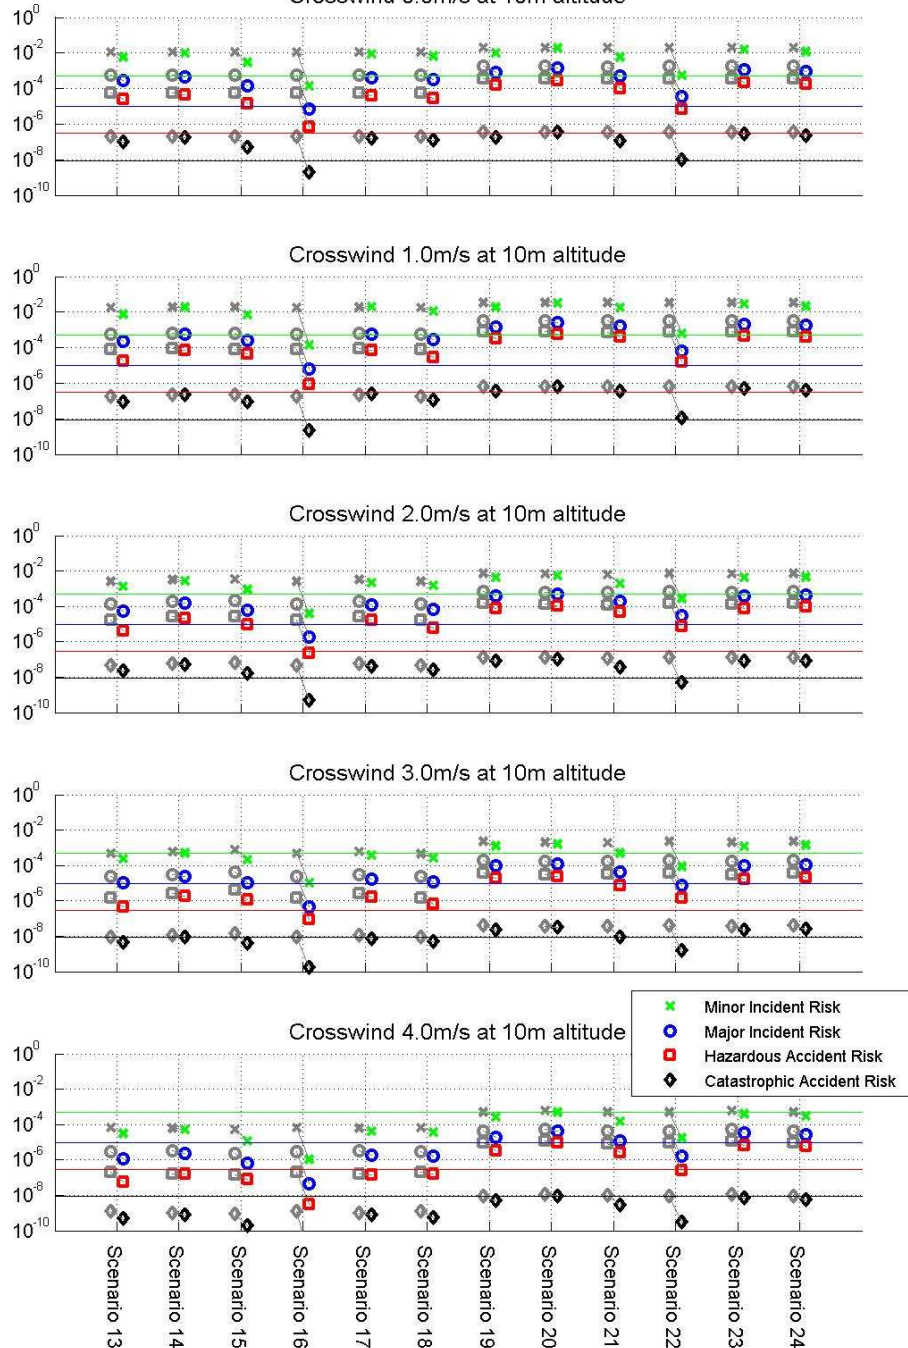 Crosswind 0.0m/s at 10m altitude
10^0
10^-2
10^-4
10^-6
10^-8
10^-10
Crosswind 1.0m/s at 10m altitude
10^0
10^-2
10^-4
10^-6
10^-8
10^-10
Crosswind 2.0m/s at 10m altitude
10^0
10^-2
10^-4
10^-6
10^-8
10^-10
Crosswind 3.0m/s at 10m altitude
10^0
10^-2
10^-4
10^-6
10^-8
10^-10
Crosswind 4.0m/s at 10m altitude
10^0
10^-2
10^-4
10^-6
10^-8
10^-10
Minor Incident Risk
Major Incident Risk
Hazardous Accident Risk
Catastrophic Accident Risk
Scenario 13
Scenario 14
Scenario 15
Scenario 16
Scenario 17
Scenario 18
Scenario 19
Scenario 20
Scenario 21
Scenario 22
Scenario 23
Scenario 24